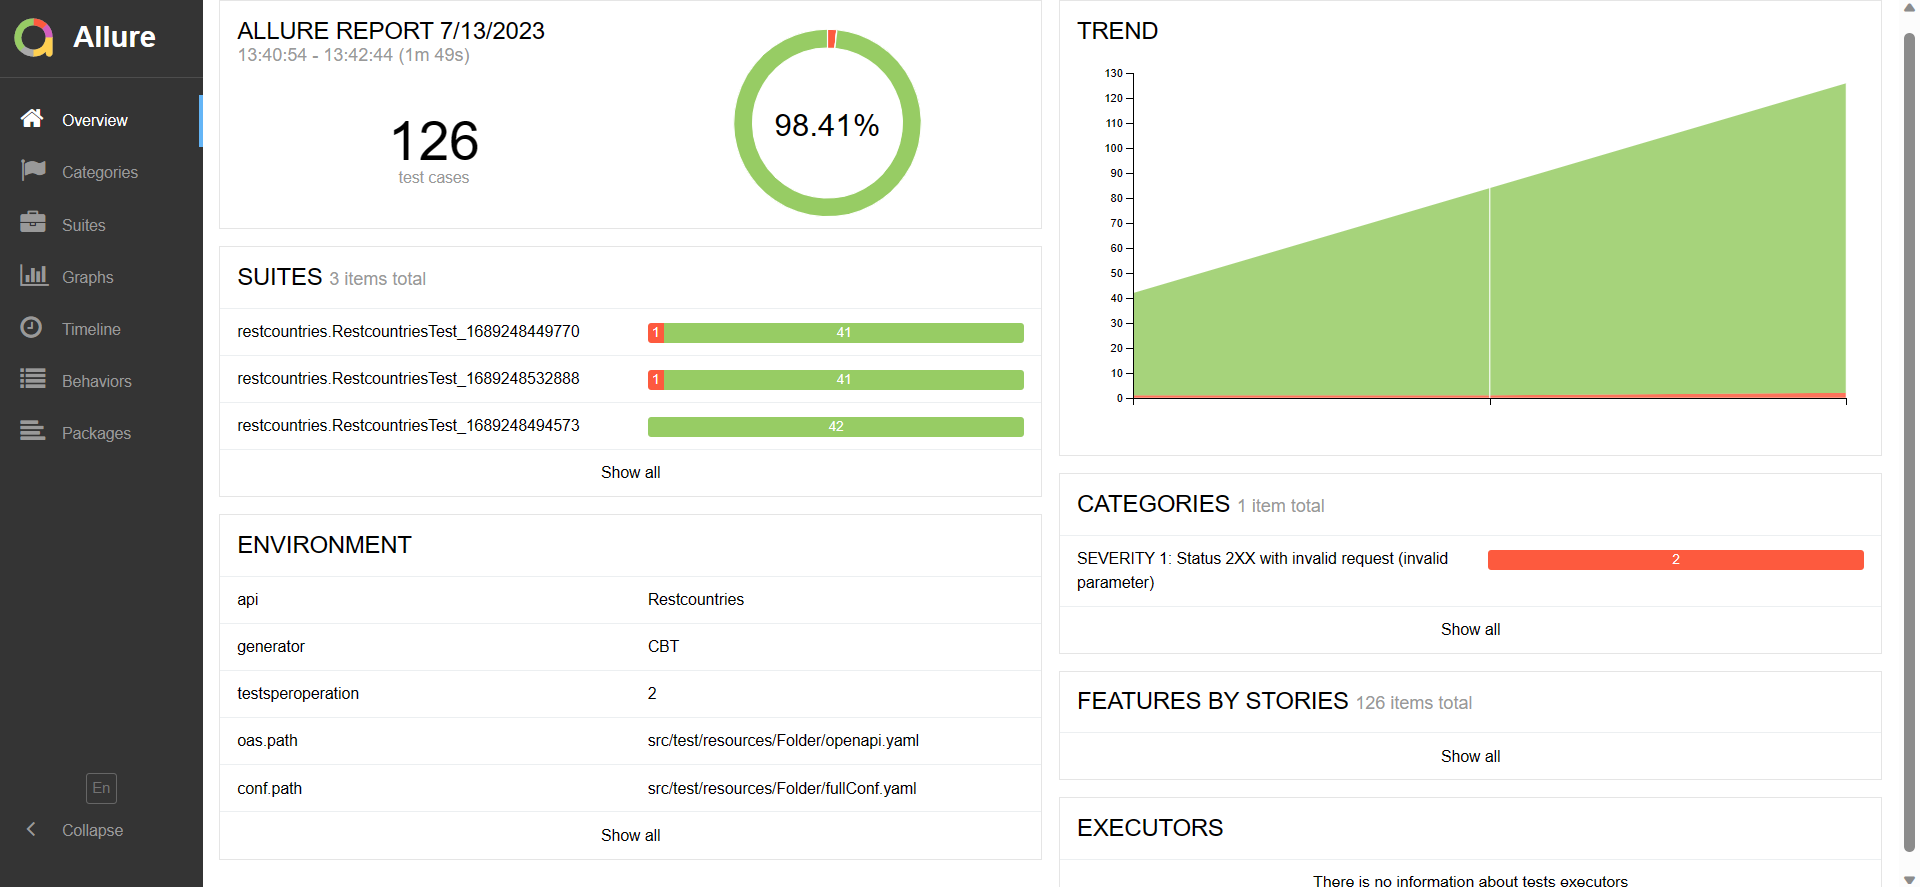 Allure
Overview
Categories
Suites
Graphs
Timeline
Behaviors
Packages
En
Collapse
ALLURE REPORT 7/13/2023
13:40:54 - 13:42:44 (1m 49s)
126
test cases
98.41%
SUITES 3 items total
restcountries.RestcountriesTest_1689248449770 1 41
restcountries.RestcountriesTest_1689248532888 1 41
restcountries.RestcountriesTest_1689248494573 42
Show all
ENVIRONMENT
api Restcountries
generator CBT
testsperoperation 2
oas.path src/test/resources/Folder/openapi.yaml
conf.path src/test/resources/Folder/fullConf.yaml
Show all
TREND
130
120
110
100
90
80
70
60
50
40
30
20
10
0
CATEGORIES 1 item total
SEVERITY 1: Status 2XX with invalid request (invalid
parameter) 2
Show all
FEATURES BY STORIES 126 items total
Show all
EXECUTORS
There is no information about tests executors